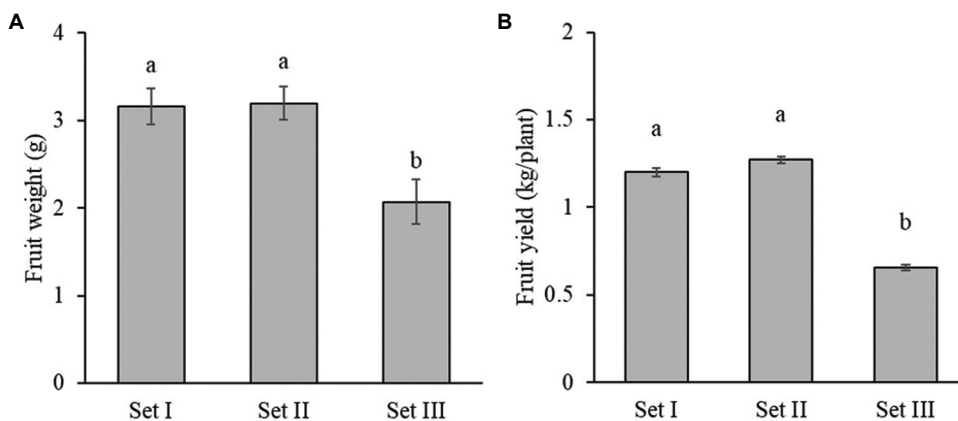 A
Fruit weight (g)
4
3
2
1
0
a
a
b
Set I
Set II
Set III
B
Fruit yield (kg/plant)
2
1.5
1
0.5
0
a
a
b
Set I
Set II
Set III